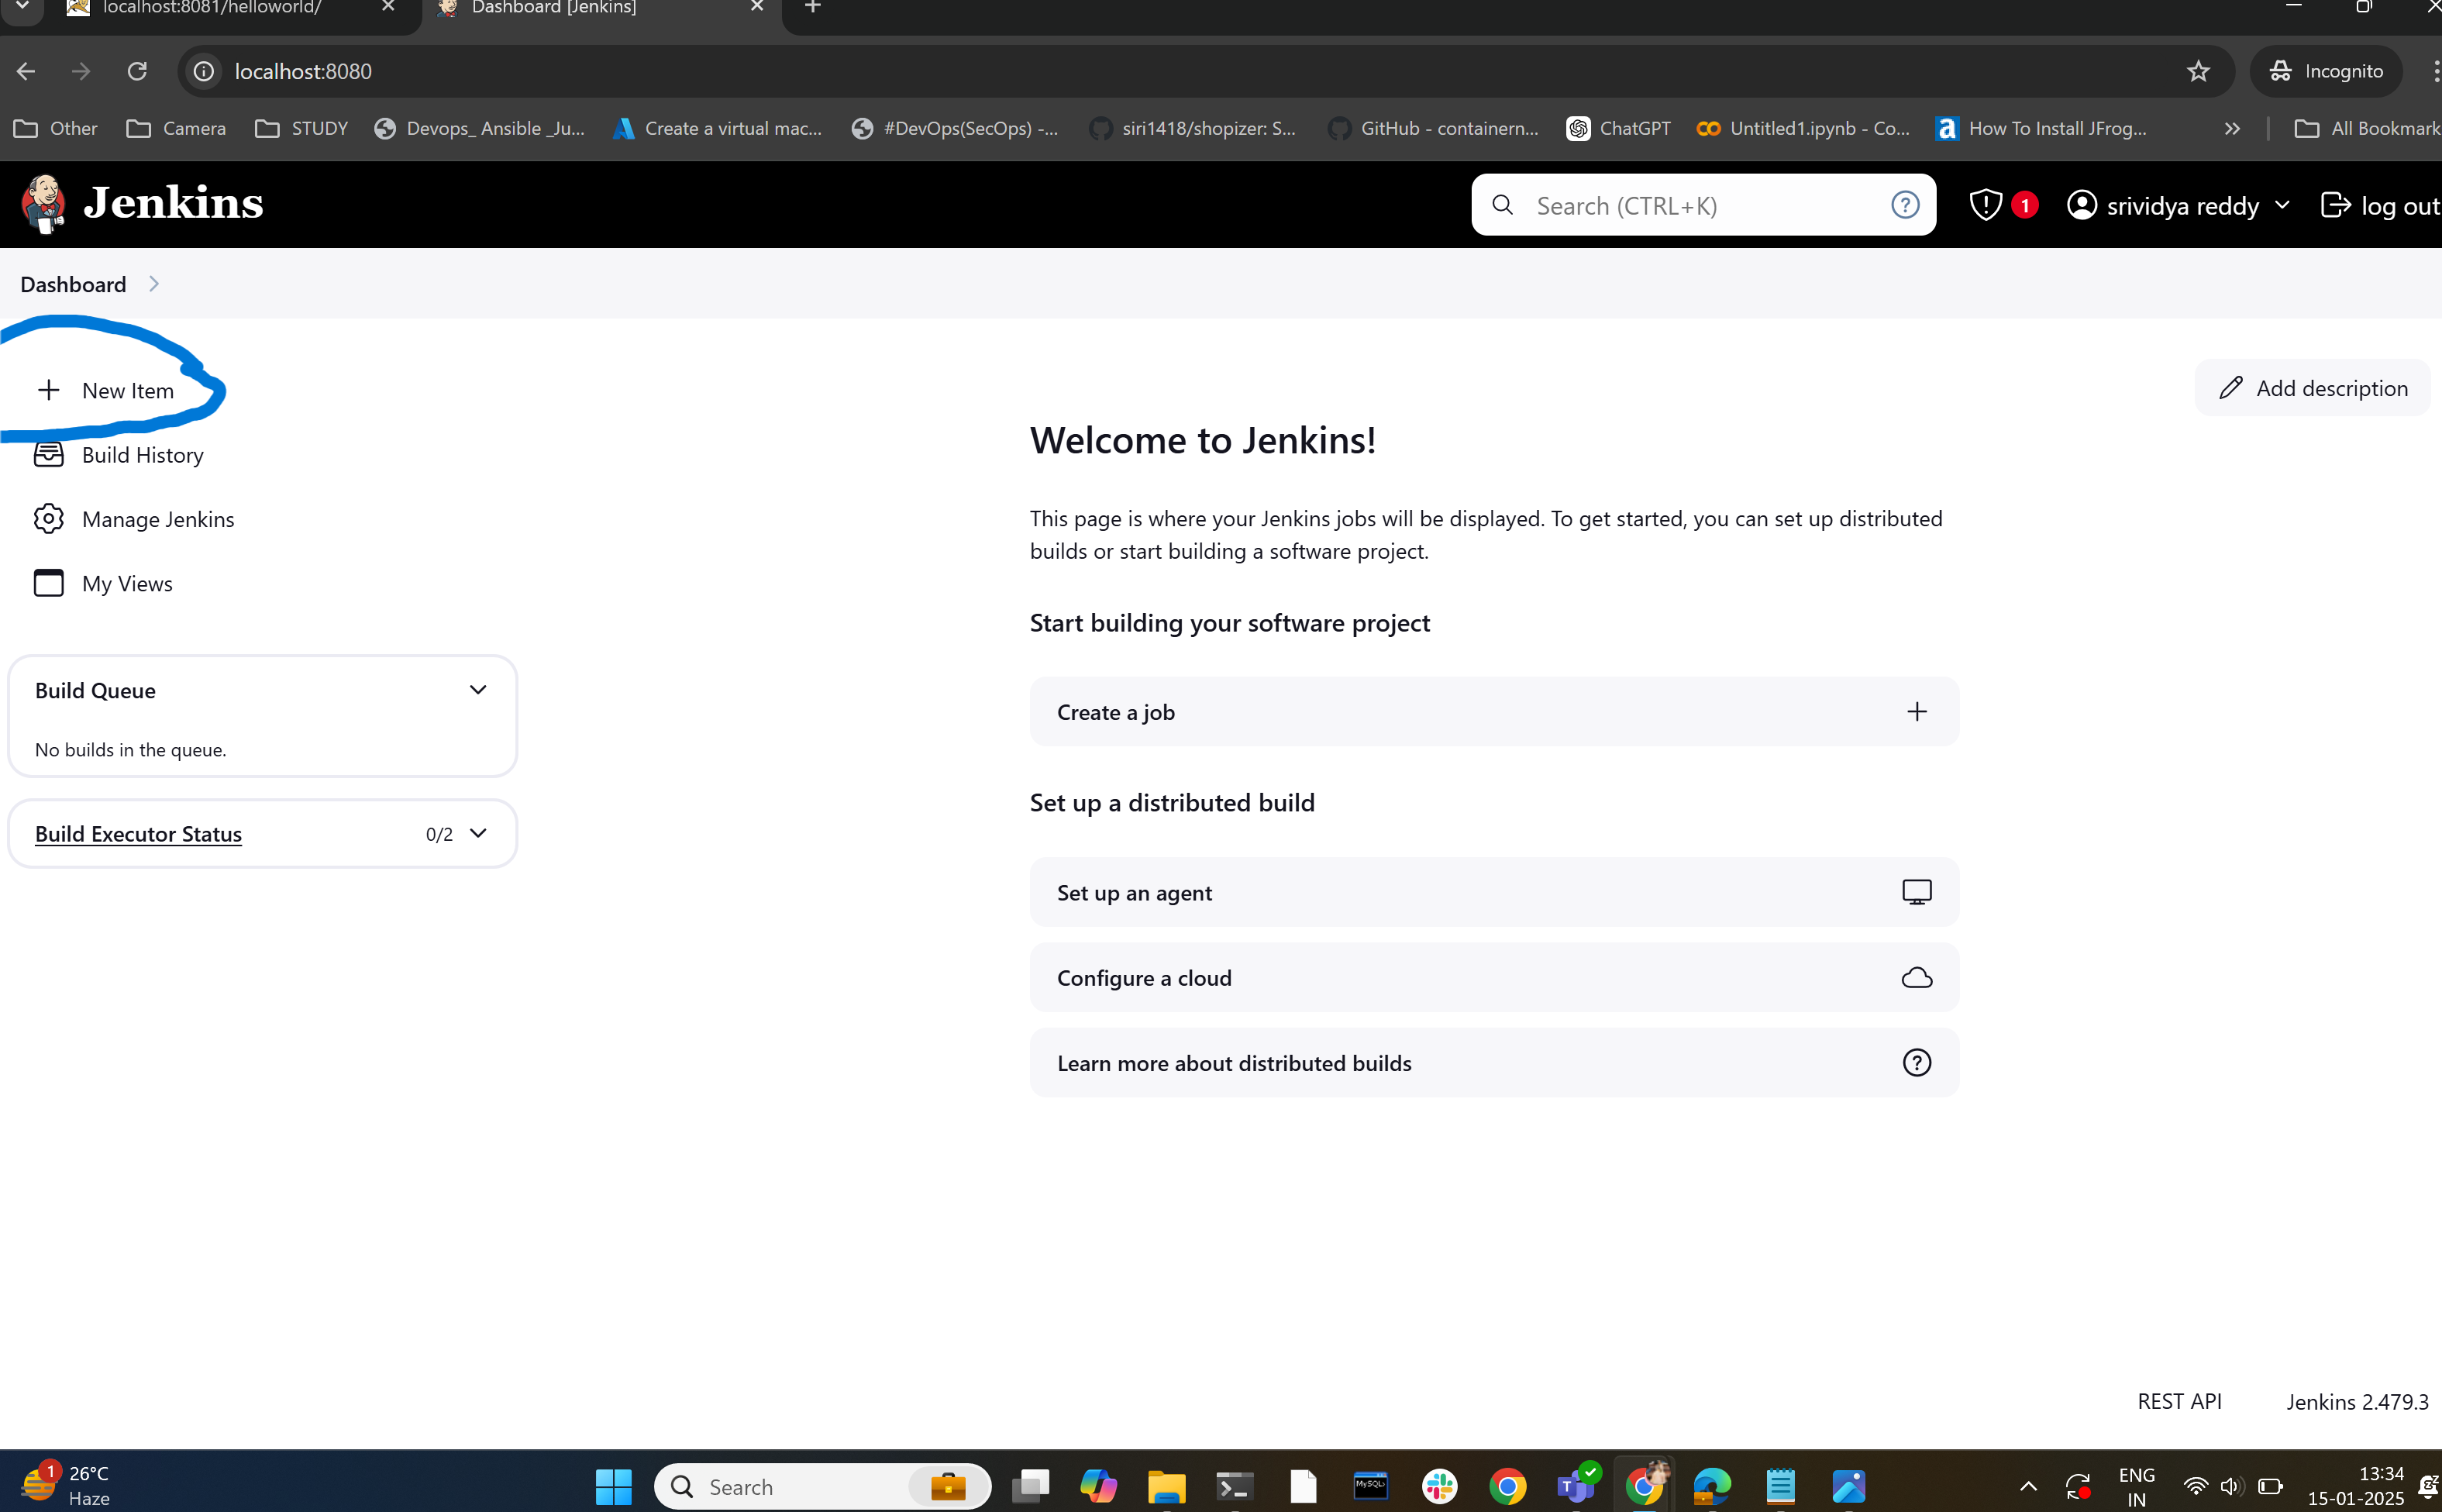 localhost:8081/helloworld/
Dashboard [Jenkins]
localhost:8080
Incognito
Other
Camera
STUDY
Devops_ Ansible _Ju...
Create a virtual mac...
#DevOps(SecOps) -...
siri1418/shopizer: S...
GitHub - containern...
ChatGPT
Untitled1.ipynb - Co...
How To Install JFrog...
All Bookmark
Jenkins
Search (CTRL+K)
1
srividya reddy
log out
Dashboard
New Item
Build History
Manage Jenkins
My Views
Build Queue
No builds in the queue.
Build Executor Status
0/2
Add description
Welcome to Jenkins!
This page is where your Jenkins jobs will be displayed. To get started, you can set up distributed
builds or start building a software project.
Start building your software project
Create a job
Set up a distributed build
Set up an agent
Configure a cloud
Learn more about distributed builds
REST API
Jenkins 2.479.3
1
26°C
Haze
Search
MySQL
ENG
IN
13:34
15-01-2025